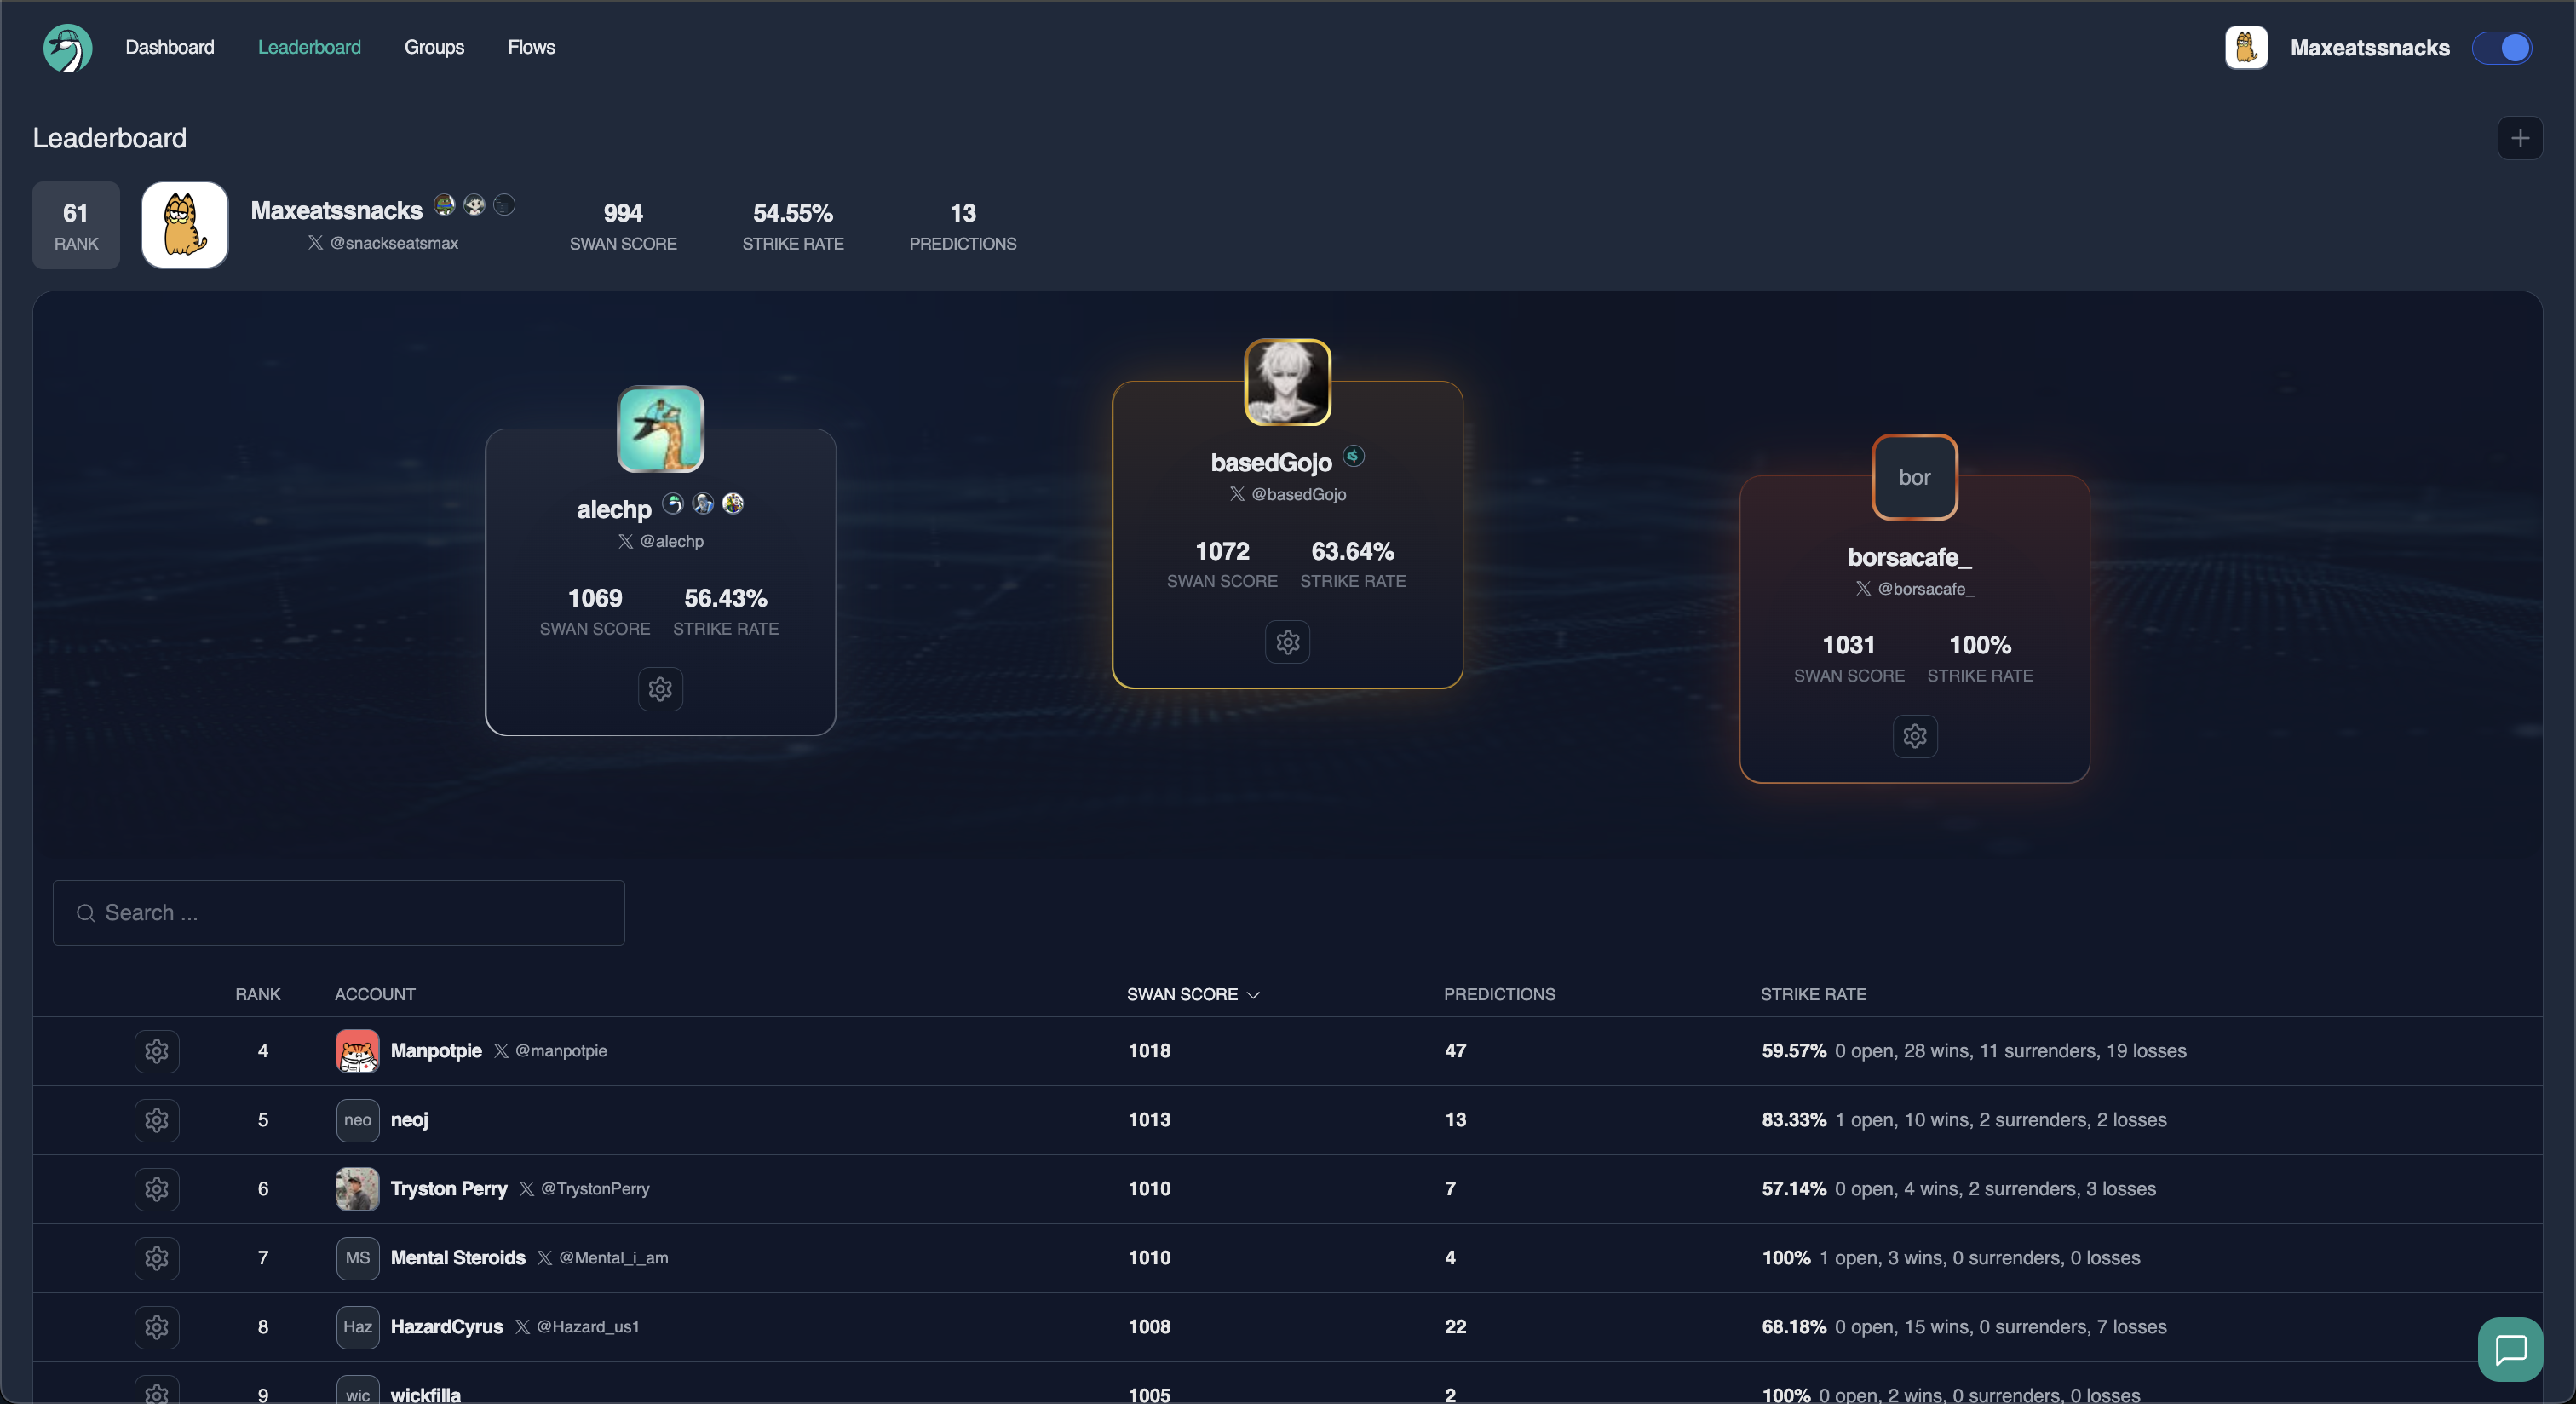 Dashboard Leaderboard Groups Flows Maxeatssnacks
Leaderboard
61
RANK
Maxeatssnacks
@snackseatsmax
994
SWAN SCORE
54.55%
STRIKE RATE
13
PREDICTIONS
alechp
@alechp
1069
SWAN SCORE
56.43%
STRIKE RATE
basedGojo
@basedGojo
1072
SWAN SCORE
63.64%
STRIKE RATE
bor
borsacafe_
@borsacafe_
1031
SWAN SCORE
100%
STRIKE RATE
Search ...
RANK ACCOUNT SWAN SCORE PREDICTIONS STRIKE RATE
4 Manpotpie @manpotpie 1018 47 59.57% 0 open, 28 wins, 11 surrenders, 19 losses
5 neo neoj 1013 13 83.33% 1 open, 10 wins, 2 surrenders, 2 losses
6 Tryston Perry @TrystonPerry 1010 7 57.14% 0 open, 4 wins, 2 surrenders, 3 losses
7 MS Mental Steroids @Mental_i_am 1010 4 100% 1 open, 3 wins, 0 surrenders, 0 losses
8 Haz HazardCyrus @Hazard_us1 1008 22 68.18% 0 open, 15 wins, 0 surrenders, 7 losses
9 wic wickfilla 1005 2 100% 0 open, 2 wins, 0 surrenders, 0 losses